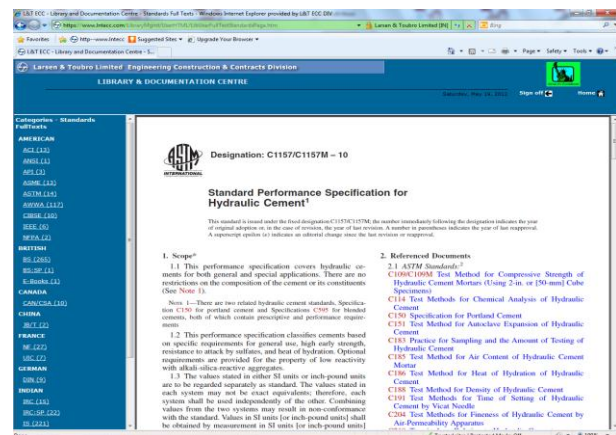 L&T ECC - Library and Documentation Centre - Standards Full Texts - Windows Internet Explorer provided by L&T ECC DIV
Larsen & Toubro Limited [IN]
Bing
Favorites
Suggested Sites
Upgrade Your Browser
L&T ECC - Library and Documentation Centre - S...
Page
Safety
Tools
Larsen & Toubro Limited Engineering Construction & Contracts Division
LIBRARY & DOCUMENTATION CENTRE
Sign off
Home
Categories - Standards
FullTexts
AMERICAN
ACI (13)
ANSI (1)
API (3)
ASME (33)
ASTM (14)
AWWA (117)
CIBSE (10)
IEEE (6)
NFPA (2)
BRITISH
BS (265)
BS:SP (1)
E-Books (1)
CANADA
CAN/CSA (10)
CHINA
JB/T (2)
FRANCE
NF (27)
UIC (7)
GERMAN
DIN (9)
INDIAN
IRC (16)
IRC:SP (22)
IS (221)
ASTM
INTERNATIONAL
Designation: C1157/C1157M – 10
Standard Performance Specification for
Hydraulic Cement¹
This standard is issued under the fixed designation C1157/C1157M; the number immediately following the designation indicates the year
of original adoption or, in the case of revision, the year of last revision. A number in parentheses indicates the year of last reapproval.
A superscript epsilon (ε) indicates an editorial change since the last revision or reapproval.
1. Scope*
1.1 This performance specification covers hydraulic ce-
ments for both general and special applications. There are no
restrictions on the composition of the cement or its constituents
(See Note 1).
NOTE 1—There are two related hydraulic cement standards, Specifica-
tion C150 for portland cement and Specifications C595 for blended
cements, both of which contain prescriptive and performance require-
ments
1.2 This performance specification classifies cements based
on specific requirements for general use, high early strength,
resistance to attack by sulfates, and heat of hydration. Optional
requirements are provided for the property of low reactivity
with alkali-silica-reactive aggregates.
1.3 The values stated in either SI units or inch-pound units
are to be regarded separately as standard. The values stated in
each system may not be exact equivalents; therefore, each
system shall be used independently of the other. Combining
values from the two systems may result in non-conformance
with the standard. Values in SI units [or inch-pound units] shall
be obtained by measurement in SI units [or inch-pound units]
2. Referenced Documents
2.1 ASTM Standards:²
C109/C109M Test Method for Compressive Strength of
Hydraulic Cement Mortars (Using 2-in. or [50-mm] Cube
Specimens)
C114 Test Methods for Chemical Analysis of Hydraulic
Cement
C150 Specification for Portland Cement
C151 Test Method for Autoclave Expansion of Hydraulic
Cement
C183 Practice for Sampling and the Amount of Testing of
Hydraulic Cement
C185 Test Method for Air Content of Hydraulic Cement
Mortar
C186 Test Method for Heat of Hydration of Hydraulic
Cement
C188 Test Method for Density of Hydraulic Cement
C191 Test Methods for Time of Setting of Hydraulic
Cement by Vicat Needle
C204 Test Methods for Fineness of Hydraulic Cement by
Air-Permeability Apparatus